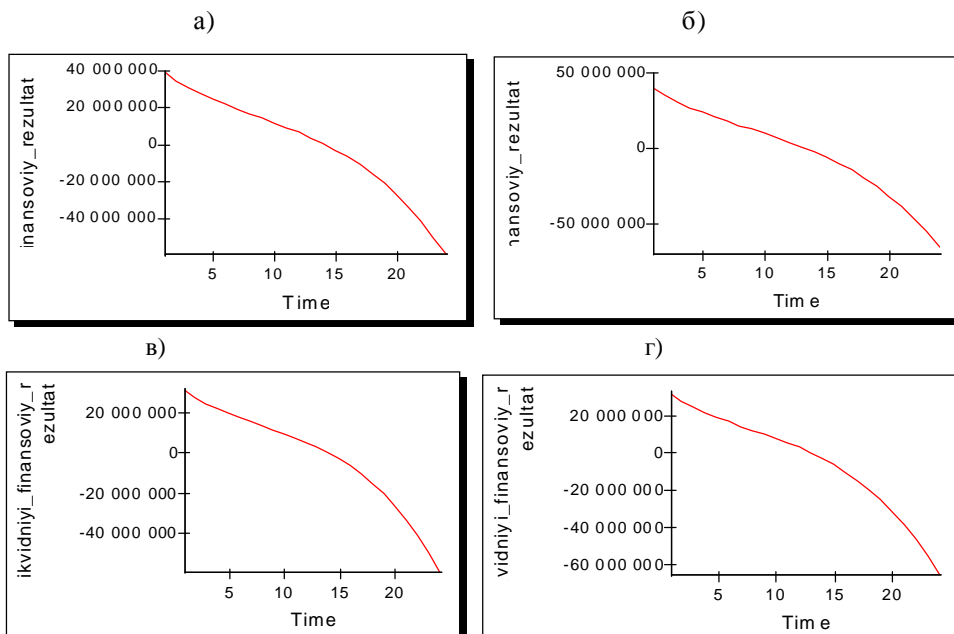 а)
б)
40 000 000
20 000 000
0
-20 000 000
-40 000 000
inansoviy_rezultat
5 10 15 20
Time
50 000 000
0
-50 000 000
nansoviy_rezultat
5 10 15 20
Time
в)
г)
ikvidniyi_finansoviy_r
ezultat
20 000 000
0
-20 000 000
-40 000 000
5 10 15 20
Time
vidniyi_finansoviy_r
ezultat
20 000 000
0
-20 000 000
-40 000 000
-60 000 000
5 10 15 20
Time